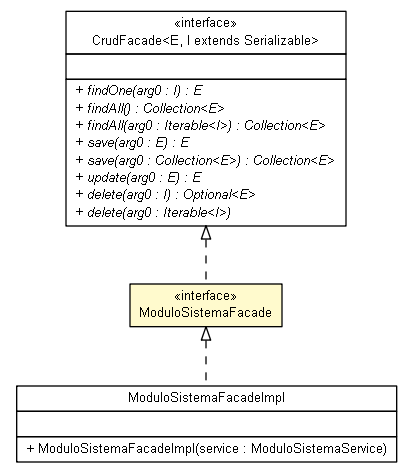 «interface»
CrudFacade<E, I extends Serializable>
+ findOne(arg0 : I) : E
+ findAll() : Collection<E>
+ findAll(arg0 : Iterable<I>) : Collection<E>
+ save(arg0 : E) : E
+ save(arg0 : Collection<E>) : Collection<E>
+ update(arg0 : E) : E
+ delete(arg0 : I) : Optional<E>
+ delete(arg0 : Iterable<I>)
«interface»
ModuloSistemaFacade
ModuloSistemaFacadeImpl
+ ModuloSistemaFacadeImpl(service : ModuloSistemaService)